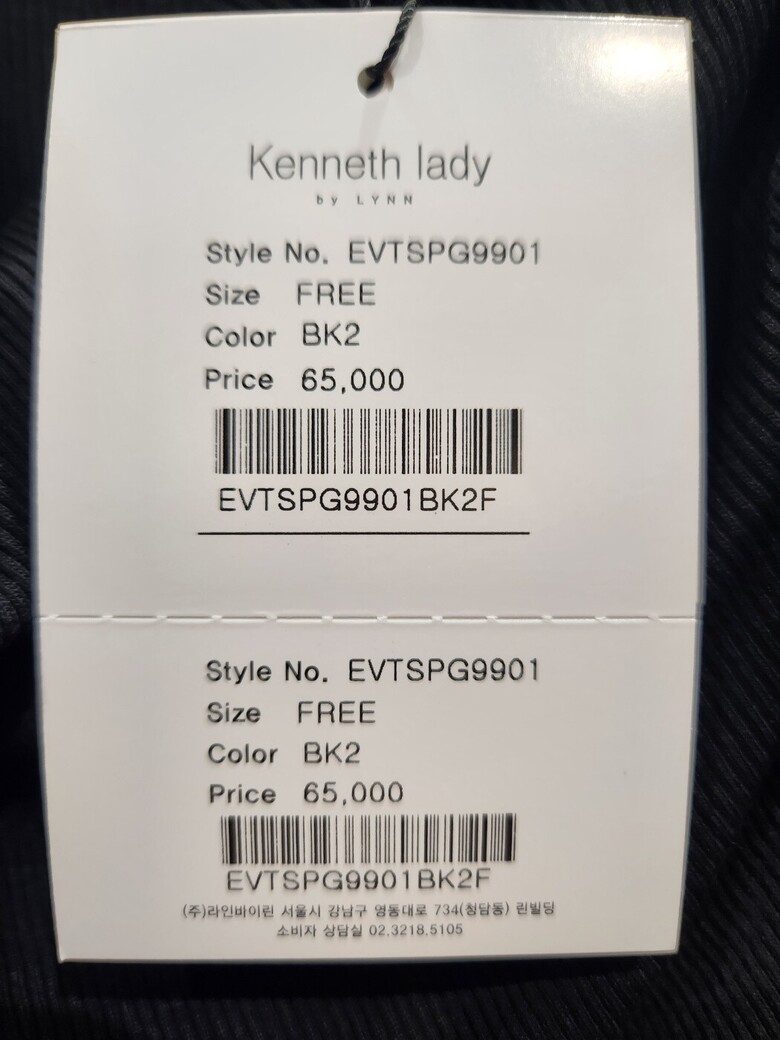 Kenneth lady
by LYNN
Style No. EVTSPG9901
Size FREE
Color BK2
Price 65,000
EVTSPG9901BK2F
Style No. EVTSPG9901
Size FREE
Color BK2
Price 65,000
EVTSPG9901BK2F
(주)라인바이린 서울시 강남구 영동대로 734(청담동) 린빌딩
소비자 상담실 02.3218.5105